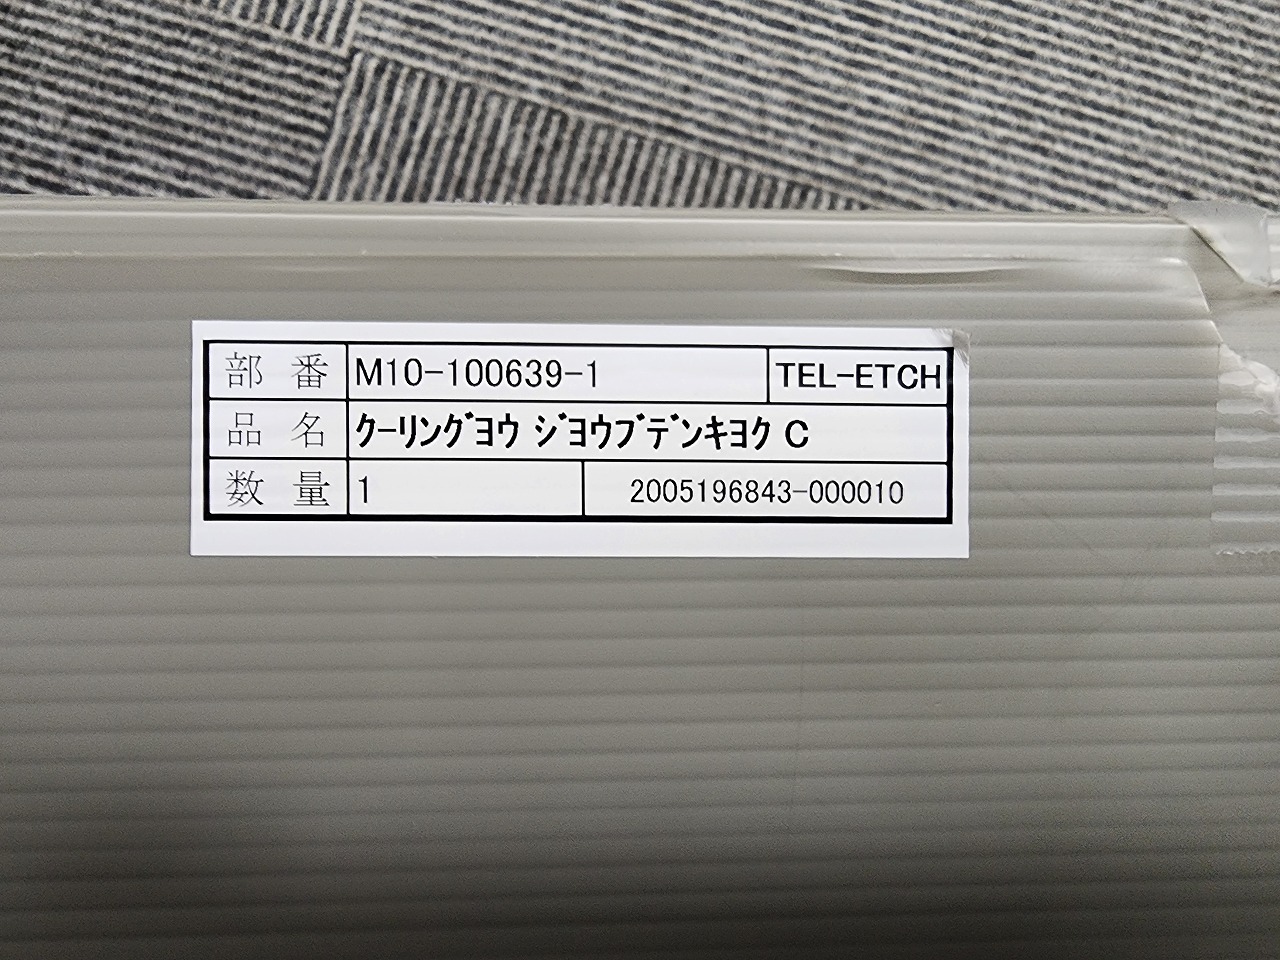 部番 M10-100639-1 TEL-ETCH
品名 ｸｰﾘﾝｸﾞﾖｳ ｼﾞﾖｳﾌﾞﾃﾞﾝｷﾖｸ C
数量 1 2005196843-000010